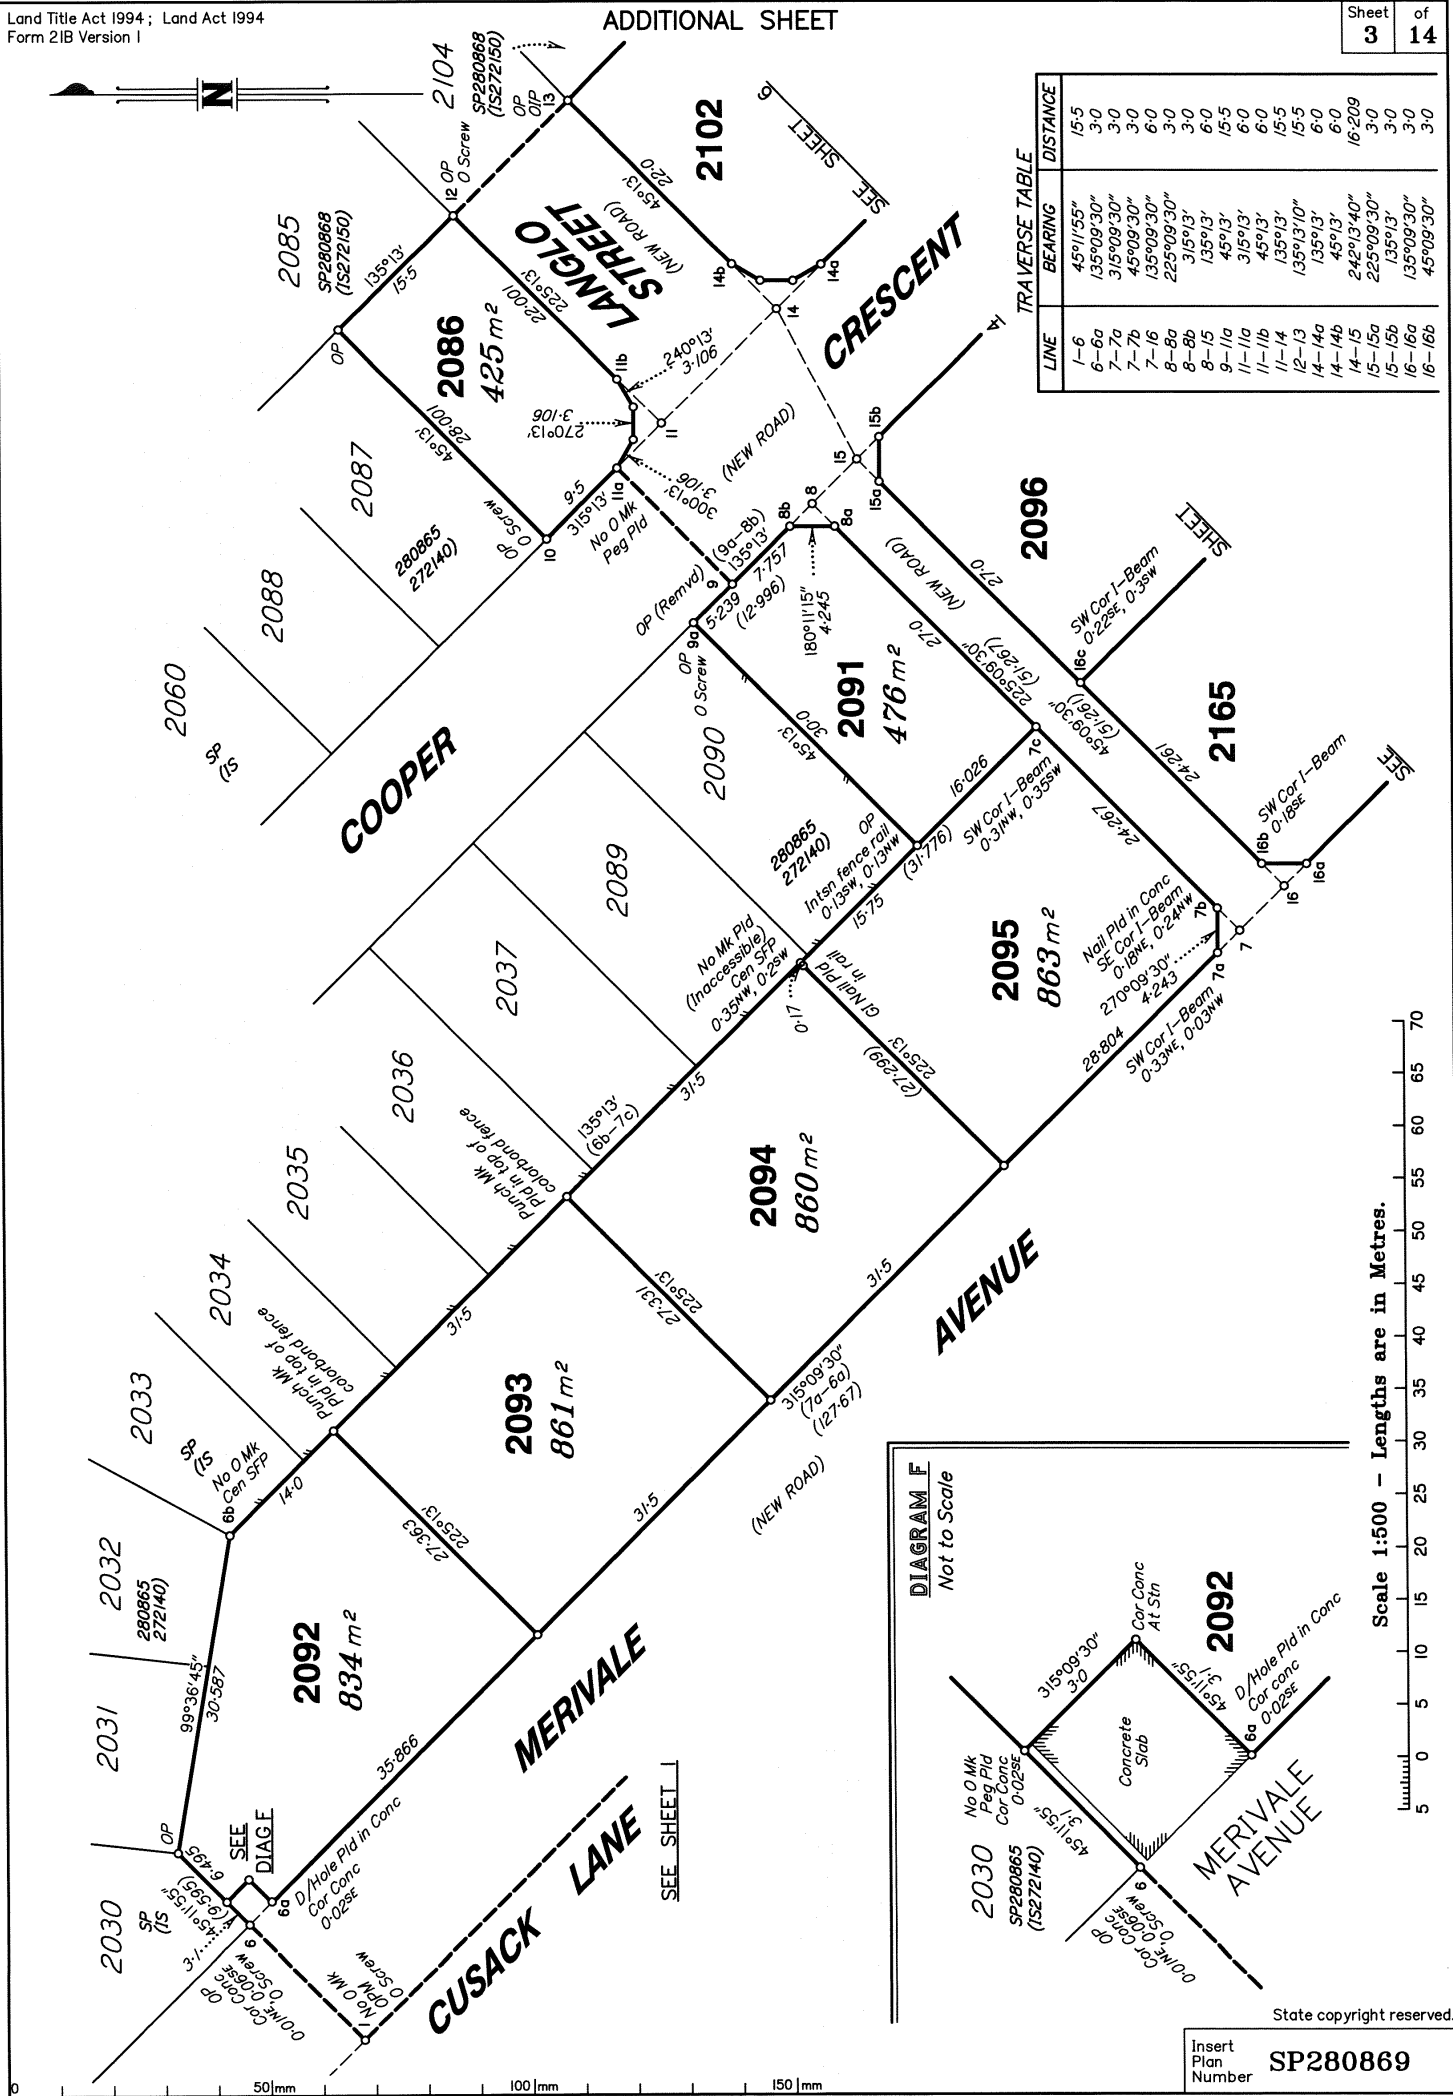 Land Title Act 1994 ; Land Act 1994
Form 21B Version 1
ADDITIONAL SHEET
Sheet
3
of
14
N
2104
SP280868
(IS272150)
OP
OIP
13
12 OP
O Screw
2085
SP280868
(IS272150)
135°13'
15·5
22·0
45°13'
(NEW ROAD)
2102
SEE SHEET 6
LANGLO
STREET
225°13'
22·001
2086
425 m²
OP
45°13'
28·001
14b
14a
14
CRESCENT
11b
240°13'
3·106
270°13'
3·106
11
300°13'
3·106
11a
9·5
315°13'
No O Mk
Peg Pld
OP
O Screw
10
(NEW ROAD)
2087
280865
272140)
2088
2060
SP
(IS
COOPER
14
15b
15
15a
8
8b
8a
(9a-8b)
135°13'
7·757
9
5·239
(12·996)
OP (Remvd)
9a
OP
O Screw
180°11'15"
4·245
2091
476 m²
27·0
225°09'30"
(51·267)
(NEW ROAD)
27·0
2096
16c
SW Cor I-Beam
0·22SE, 0·3SW
SHEET
45°09'30"
(51·261)
24·261
2165
45°13'
30·0
2090
280865
272140)
OP
Intsn fence rail
0·13SW, 0·13NW
15·75
(31·776)
16·026
7c
SW Cor I-Beam
0·31NW, 0·35SW
24·267
16b
SW Cor I-Beam
0·18SE
16a
16
SEE
2089
2037
2036
2035
2034
2033
No Mk Pld
(Inaccessible)
Cen SFP
0·35NW, 0·2SW
0·17
GI Nail Pld
in rail
2095
863 m²
Nail Pld in Conc
SE Cor I-Beam
0·18NE, 0·24NW
7b
7
7a
270°09'30"
4·243
SW Cor I-Beam
0·33NE, 0·03NW
28·804
225°13'
(27·299)
31·5
135°13'
(6b-7c)
Punch Mk
Pld in top of
colorbond fence
2094
860 m²
31·5
225°13'
27·331
31·5
Punch Mk
Pld in top of
colorbond fence
2093
861 m²
315°09'30"
(7a-6a)
(127·67)
AVENUE
(NEW ROAD)
31·5
SP
(IS
No O Mk
Cen SFP
6b
14·0
225°13'
27·363
2032
280865
272140)
2031
99°36'45"
30·587
2092
834 m²
35·866
MERIVALE
OP
6·495
45°11'55"
(9·595)
3·1
SEE
DIAG F
2030
SP
(IS
6a
D/Hole Pld in Conc
Cor Conc
0·02SE
6
OP
Cor Conc
0·01NE, 0·06SE
O Screw
1
No O Mk
OPM
O Screw
CUSACK LANE
SEE SHEET 1
TRAVERSE TABLE
LINE BEARING DISTANCE
1-6 45°11'55" 15·5
6-6a 135°09'30" 3·0
7-7a 315°09'30" 3·0
7-7b 45°09'30" 3·0
7-16 135°09'30" 6·0
8-8a 225°09'30" 3·0
8-8b 315°13' 3·0
8-15 135°13' 6·0
9-11a 45°13' 15·5
11-11a 315°13' 6·0
11-11b 45°13' 6·0
11-14 135°13' 15·5
12-13 135°13'10" 15·5
14-14a 135°13' 6·0
14-14b 45°13' 6·0
14-15 242°13'40" 16·209
15-15a 225°09'30" 3·0
15-15b 135°13' 3·0
16-16a 135°09'30" 3·0
16-16b 45°09'30" 3·0
DIAGRAM F
Not to Scale
2092
315°09'30"
3·0
Cor Conc
At Stn
45°11'55"
3·1
D/Hole Pld in Conc
Cor conc
0·02SE
6a
Concrete
Slab
No O Mk
Peg Pld
Cor Conc
0·02SE
45°11'55"
3·1
2030
SP280865
(IS272140)
6
OP
Cor Conc
0·01NE, 0·06SE
O Screw
MERIVALE
AVENUE
Scale 1:500 – Lengths are in Metres.
5 0 5 10 15 20 25 30 35 40 45 50 55 60 65 70
State copyright reserved.
Insert
Plan
Number
SP280869
0 50 mm 100 mm 150 mm